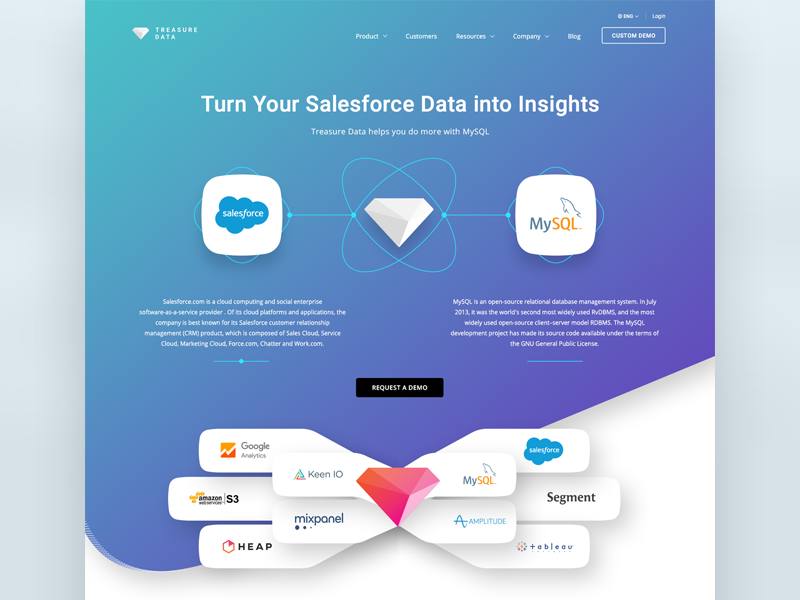 ENG
Login
TREASURE
DATA
Product
Customers
Resources
Company
Blog
CUSTOM DEMO
Turn Your Salesforce Data into Insights
Treasure Data helps you do more with MySQL
salesforce
MySQL
Salesforce.com is a cloud computing and social enterprise
software-as-a-service provider . Of its cloud platforms and applications, the
company is best known for its Salesforce customer relationship
management (CRM) product, which is composed of Sales Cloud, Service
Cloud, Marketing Cloud, Force.com, Chatter and Work.com.
MySQL is an open-source relational database management system. In July
2013, it was the world's second most widely used RvDBMS, and the most
widely used open-source client–server model RDBMS. The MySQL
development project has made its source code available under the terms of
the GNU General Public License.
REQUEST A DEMO
Google
Analytics
Keen IO
MySQL
salesforce
amazon
webservices
S3
mixpanel
AMPLITUDE
Segment
HEAP
tableau